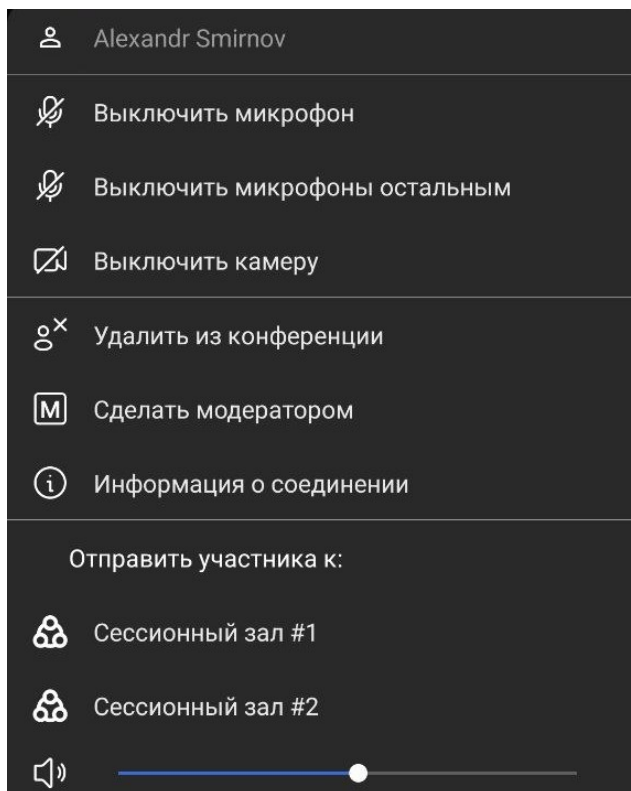 Alexandr Smirnov
Выключить микрофон
Выключить микрофоны остальным
Выключить камеру
Удалить из конференции
M Сделать модератором
Информация о соединении
Отправить участника к:
Сессионный зал #1
Сессионный зал #2